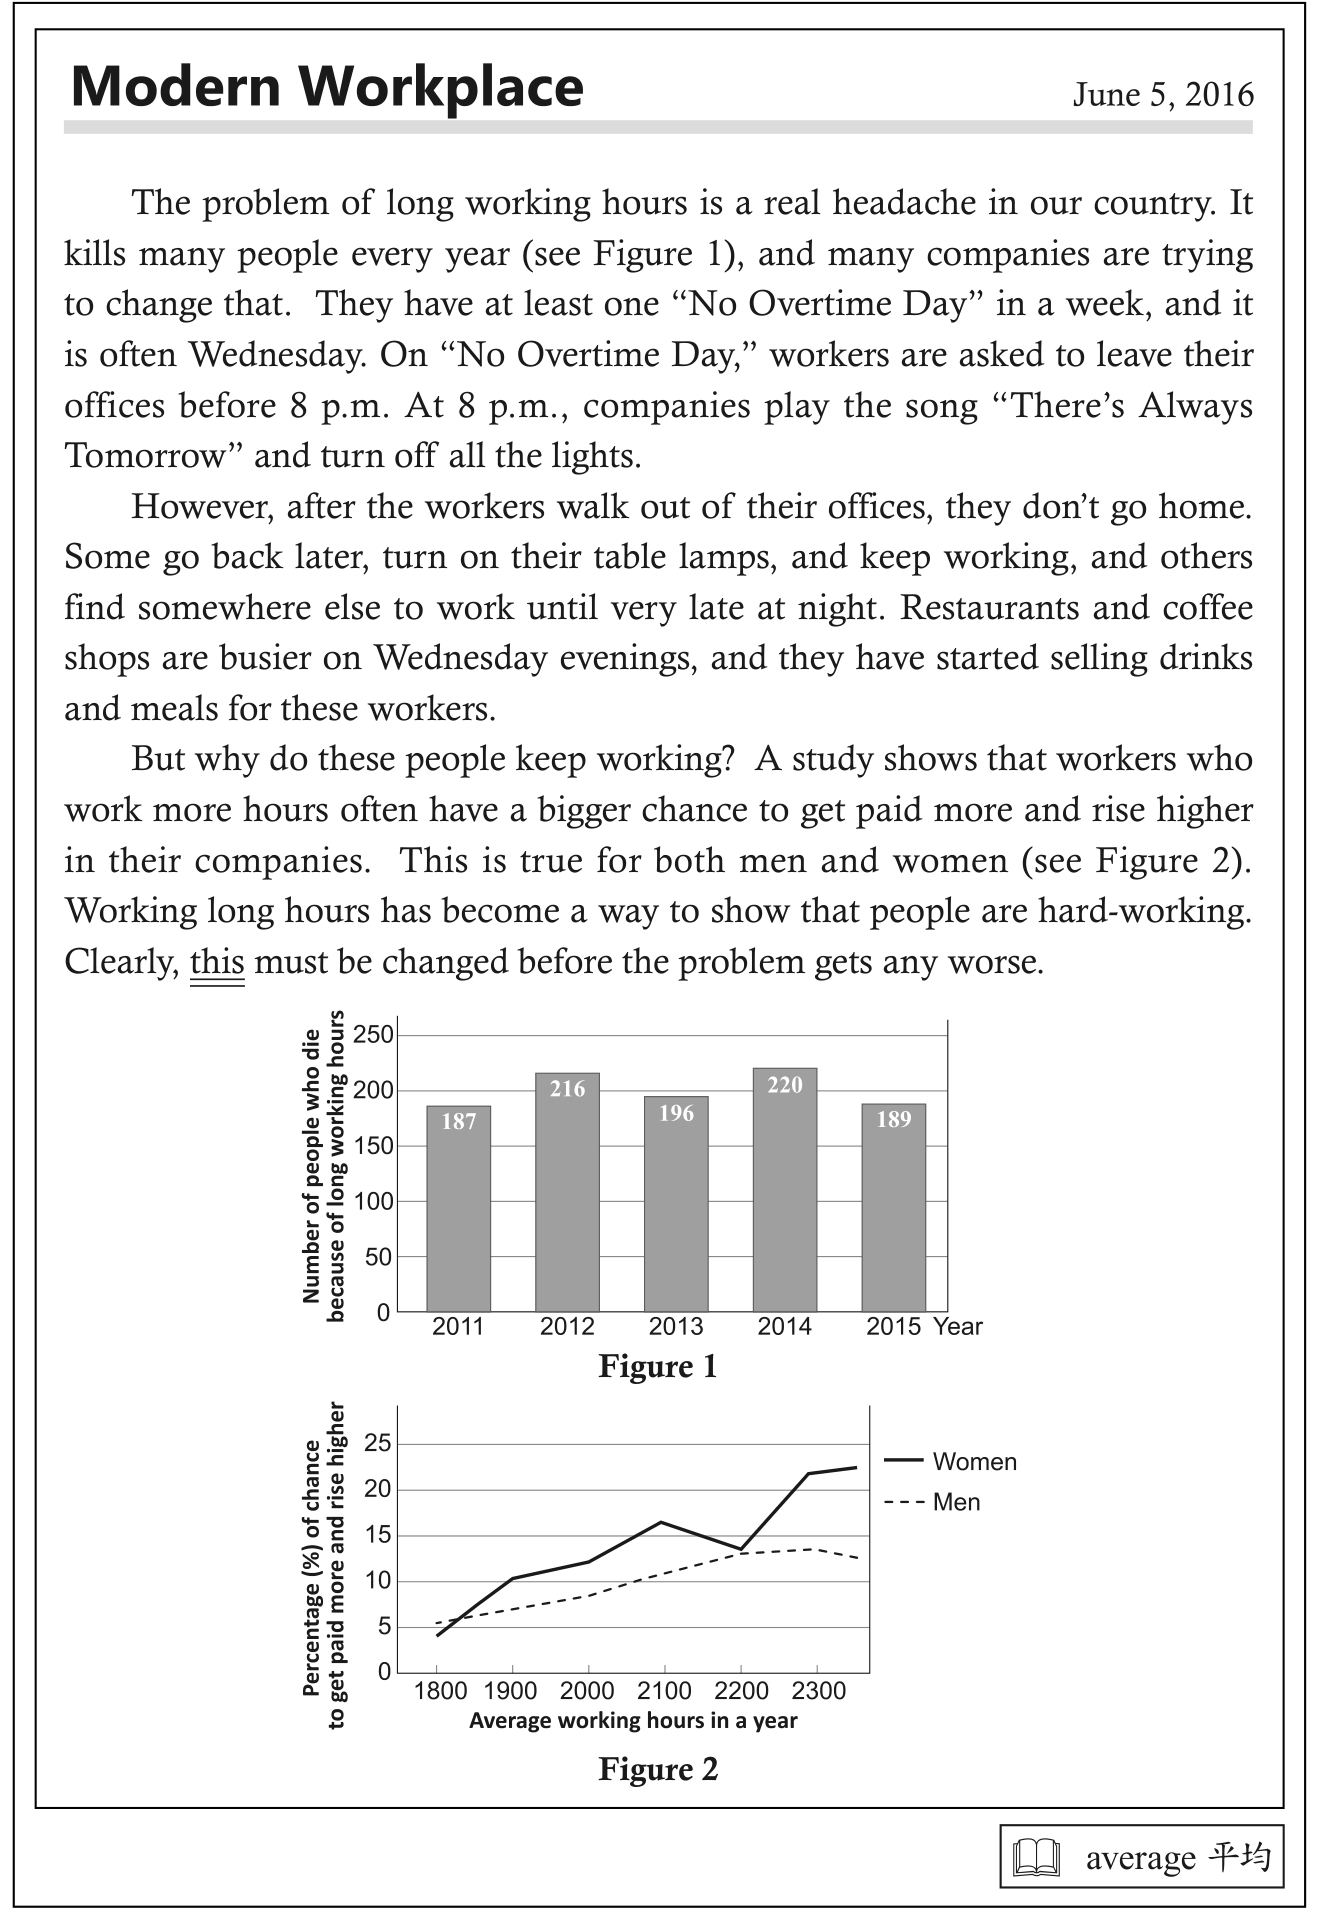 Modern Workplace
June 5, 2016
The problem of long working hours is a real headache in our country. It
kills many people every year (see Figure 1), and many companies are trying
to change that. They have at least one “No Overtime Day” in a week, and it
is often Wednesday. On “No Overtime Day,” workers are asked to leave their
offices before 8 p.m. At 8 p.m., companies play the song “There’s Always
Tomorrow” and turn off all the lights.
However, after the workers walk out of their offices, they don’t go home.
Some go back later, turn on their table lamps, and keep working, and others
find somewhere else to work until very late at night. Restaurants and coffee
shops are busier on Wednesday evenings, and they have started selling drinks
and meals for these workers.
But why do these people keep working? A study shows that workers who
work more hours often have a bigger chance to get paid more and rise higher
in their companies. This is true for both men and women (see Figure 2).
Working long hours has become a way to show that people are hard-working.
Clearly, this must be changed before the problem gets any worse.
Number of people who die
because of long working hours
250
200
150
100
50
0
187
216
196
220
189
2011 2012 2013 2014 2015 Year
Figure 1
Percentage (%) of chance
to get paid more and rise higher
25
20
15
10
5
0
Women
Men
1800 1900 2000 2100 2200 2300
Average working hours in a year
Figure 2
average 平均